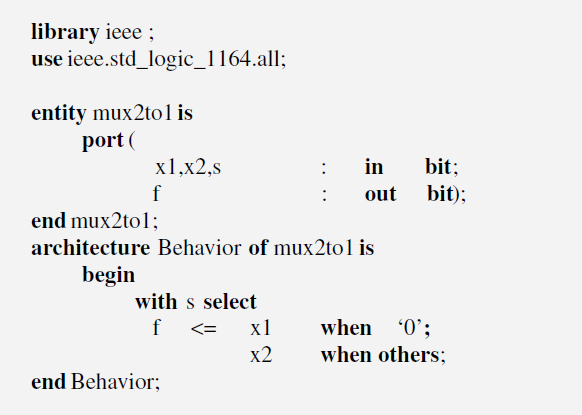 library ieee ;
use ieee.std_logic_1164.all;
entity mux2to1 is
port (
x1,x2,s : in bit;
f : out bit);
end mux2to1;
architecture Behavior of mux2to1 is
begin
with s select
f <= x1 when ‘0’;
x2 when others;
end Behavior;